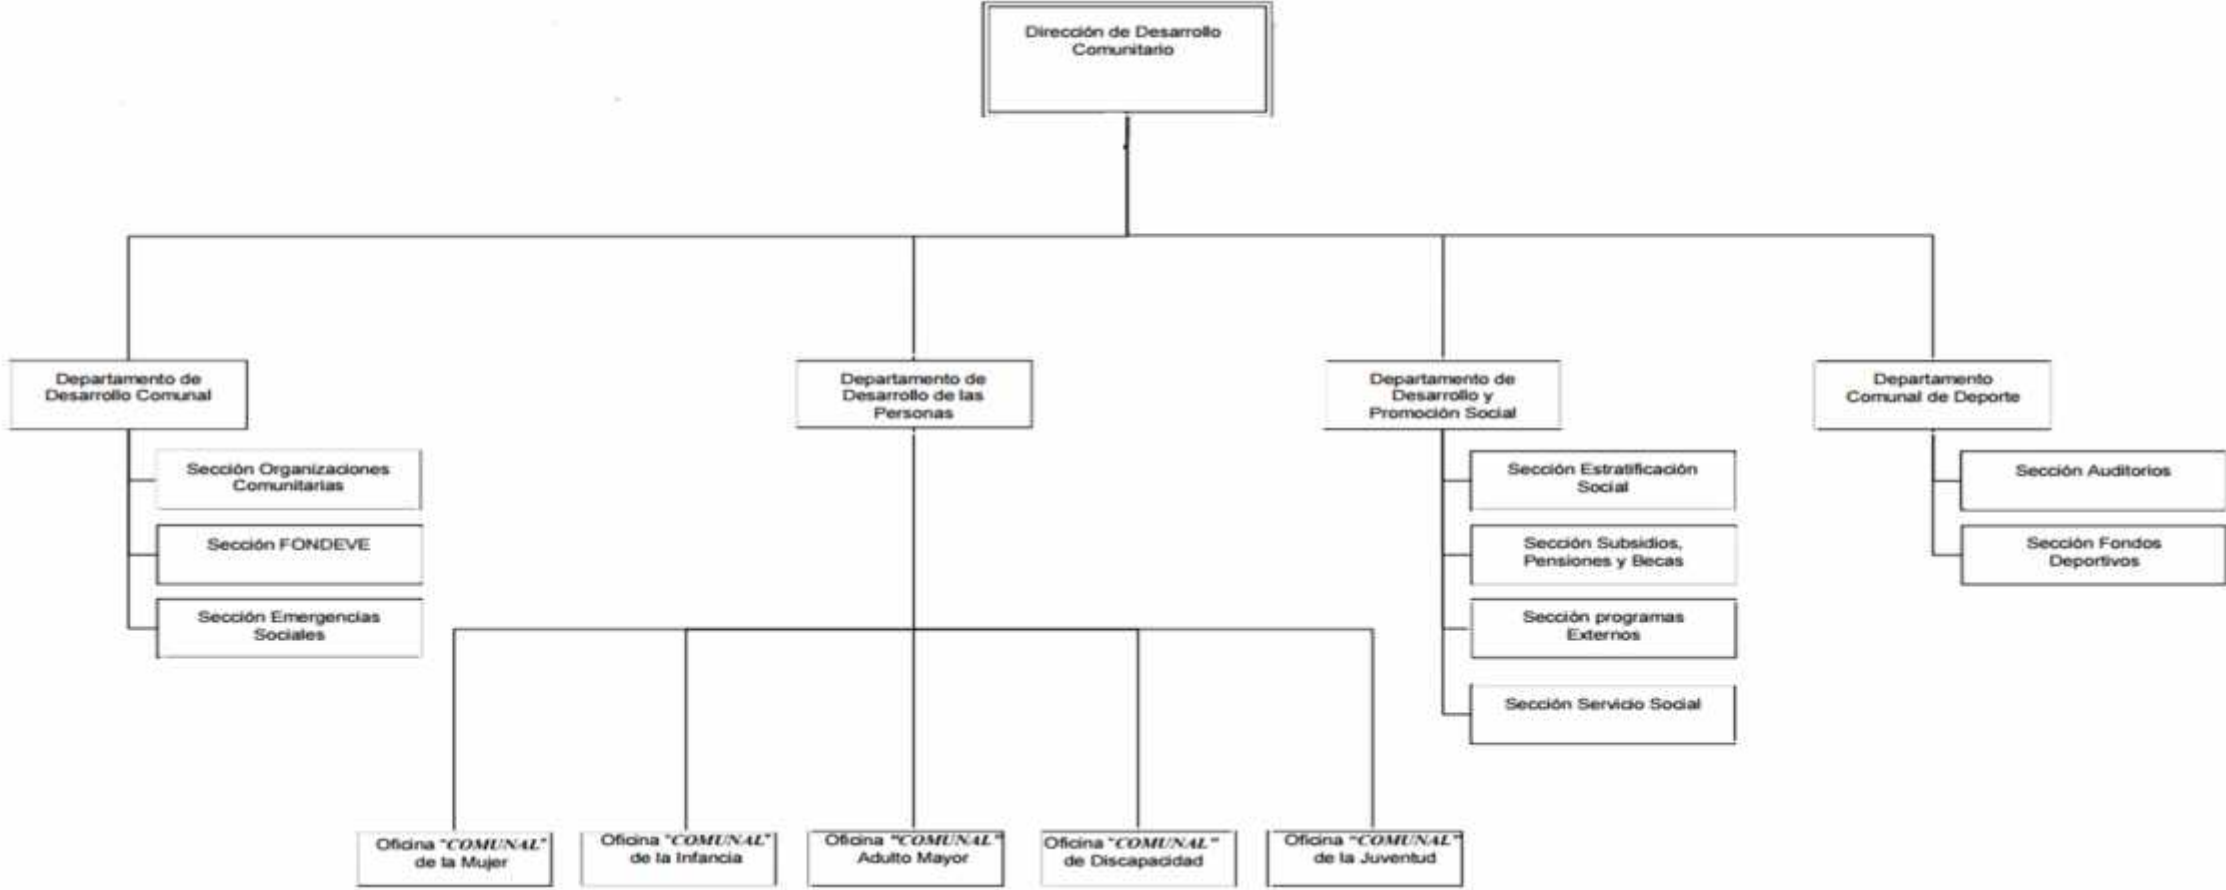 Dirección de Desarrollo
Comunitario
Departamento de
Desarrollo Comunal
Departamento de
Desarrollo de las
Personas
Departamento de
Desarrollo y
Promoción Social
Departamento
Comunal de Deporte
Sección Organizaciones
Comunitarias
Sección FONDEVE
Sección Emergencias
Sociales
Sección Estratificación
Social
Sección Subsidios,
Pensiones y Becas
Sección programas
Externos
Sección Servicio Social
Sección Auditorios
Sección Fondos
Deportivos
Oficina "COMUNAL"
de la Mujer
Oficina "COMUNAL"
de la Infancia
Oficina "COMUNAL"
Adulto Mayor
Oficina "COMUNAL"
de Discapacidad
Oficina "COMUNAL"
de la Juventud